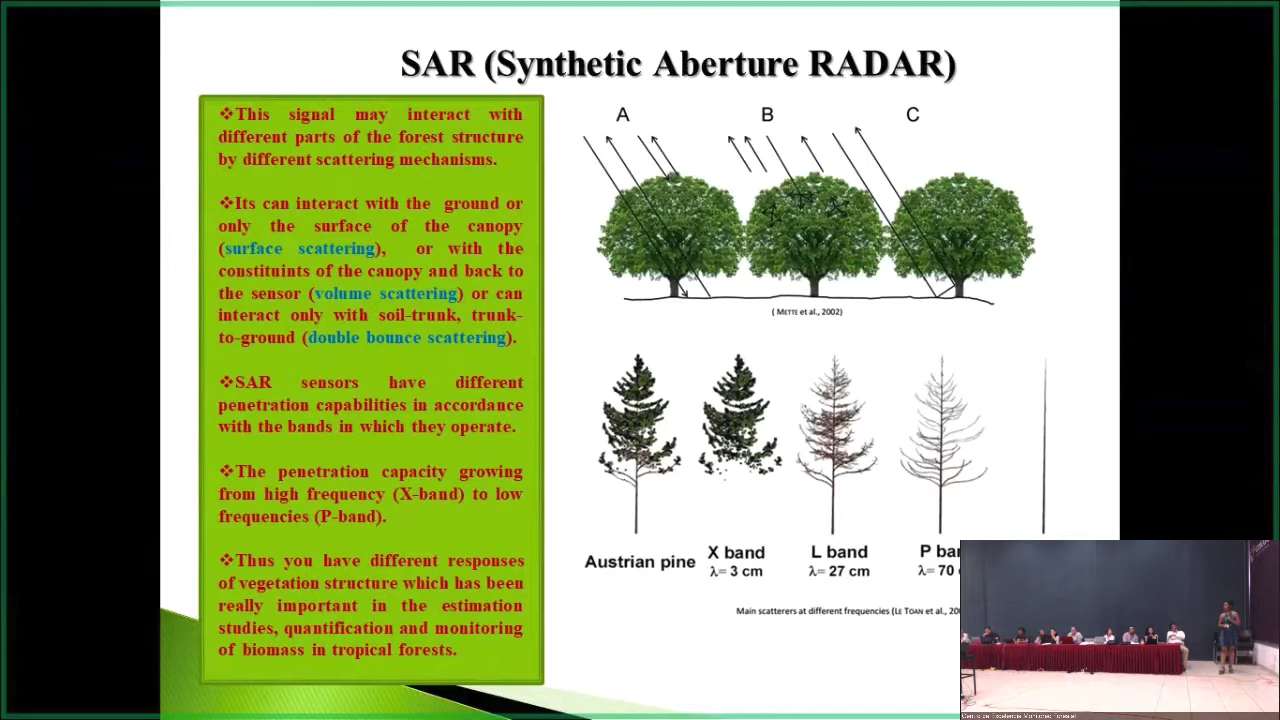 SAR (Synthetic Aperture RADAR)
❖This signal may interact with
different parts of the forest structure
by different scattering mechanisms.
❖Its can interact with the ground or
only the surface of the canopy
(surface scattering), or with the
constituints of the canopy and back to
the sensor (volume scattering) or can
interact only with soil-trunk, trunk-
to-ground (double bounce scattering).
❖SAR sensors have different
penetration capabilities in accordance
with the bands in which they operate.
❖The penetration capacity growing
from high frequency (X-band) to low
frequencies (P-band).
❖Thus you have different responses
of vegetation structure which has been
really important in the estimation
studies, quantification and monitoring
of biomass in tropical forests.
A B C
( METTE et al., 2002)
Austrian pine
X band
λ= 3 cm
L band
λ= 27 cm
P
λ= 70
Main scatterers at different frequencies (LE TOAN et al.,
Centro de Excelencia Monitoreo Forestal